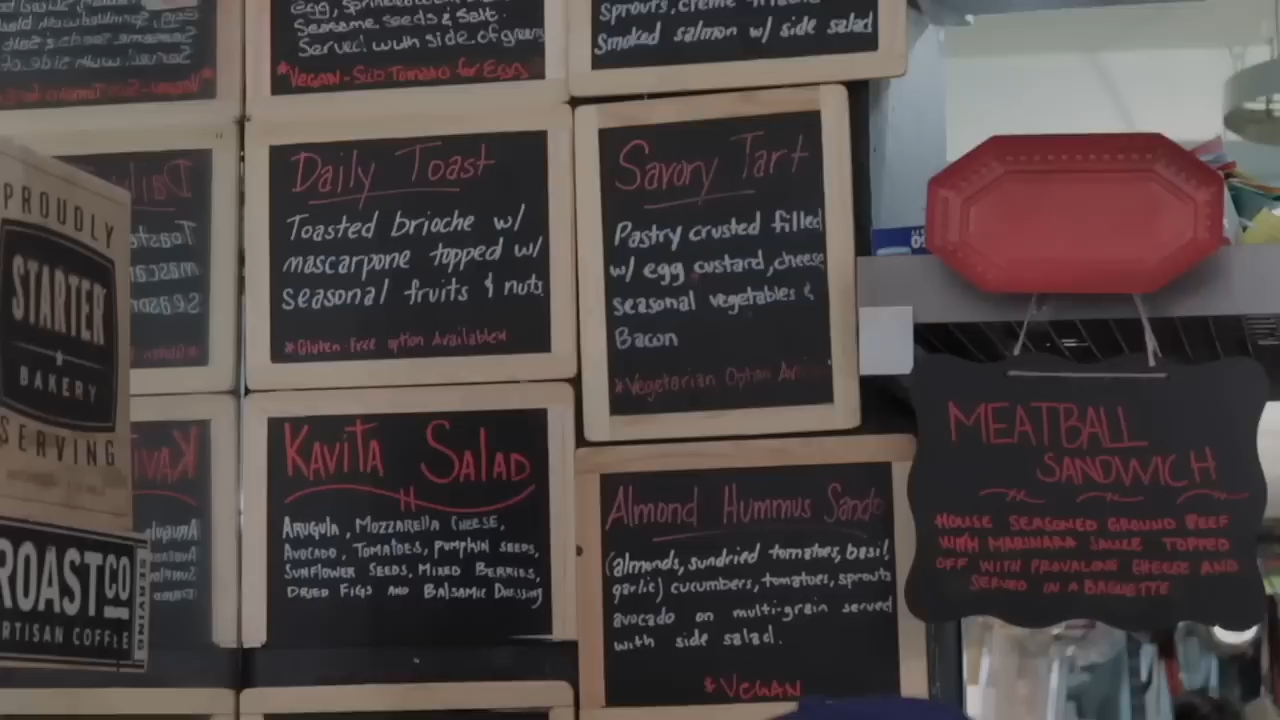 Sesame seeds & Salt.
Served with side of greens
*VEGAN - Sub Tomato for Egg
Smoked salmon w/ side salad
Daily Toast
Toasted brioche w/
mascarpone topped w/
seasonal fruits & nuts
*Gluten-Free option Available*
Savory Tart
Pastry crusted filled
w/ egg custard, cheese
seasonal vegetables &
Bacon
*Vegetarian Option
KAVITA SALAD
ARUGULA, MOZZARELLA CHEESE,
AVOCADO, TOMATOES, PUMPKIN SEEDS,
SUNFLOWER SEEDS, MIXED BERRIES,
DRIED FIGS AND BALSAMIC DRESSING
Almond Hummus Sando
(almonds, sundried tomatoes, basil,
garlic) cucumbers, tomatoes, sprouts
avocado on multi-grain served
with side salad.
*VEGAN
MEATBALL
SANDWICH
HOUSE SEASONED GROUND BEEF
WITH MARINARA SAUCE TOPPED
OFF WITH PROVALONE CHEESE AND
SERVED IN A BAGUETTE
PROUDLY
STARTER
BAKERY
SERVING
ROASTCO
ARTISAN COFFEE
SERVING